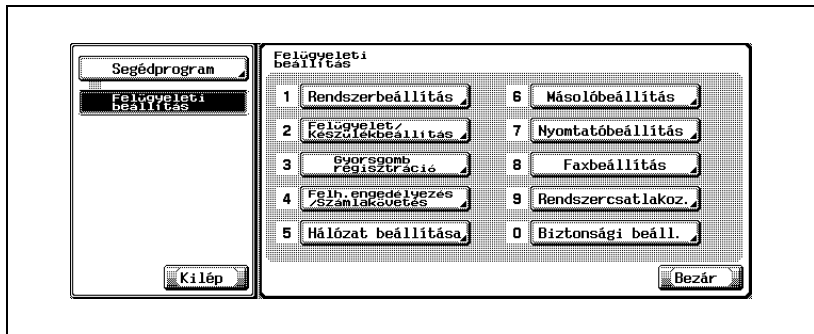 Segédprogram
Felügyeleti
beállítás
Kilép
Felügyeleti
beállítás
1 Rendszerbeállítás
2 Felügyelet/
Készülékbeállítás
3 Gyorsgomb
regisztráció
4 Felh.engedélyezés
/Számlakövetés
5 Hálózat beállítása
6 Másolóbeállítás
7 Nyomtatóbeállítás
8 Faxbeállítás
9 Rendszercsatlakoz.
0 Biztonsági beáll.
Bezár